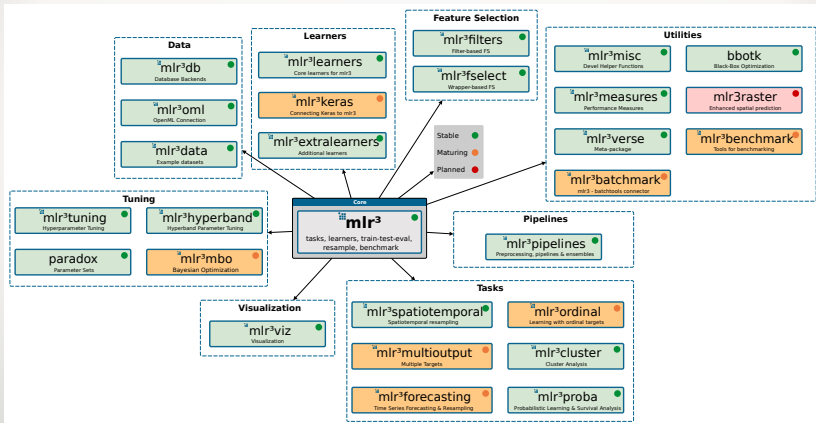 Data
mlr³db
Database Backends
mlr³oml
OpenML Connection
mlr³data
Example datasets
Learners
mlr³learners
Core learners for mlr3
mlr³keras
Connecting Keras to mlr3
mlr³extralearners
Additional learners
Feature Selection
mlr³filters
Filter-based FS
mlr³fselect
Wrapper-based FS
Stable
Maturing
Planned
Utilities
mlr³misc
Devel Helper Functions
bbotk
Black-Box Optimization
mlr³measures
Performance Measures
mlr3raster
Enhanced spatial prediction
mlr³verse
Meta-package
mlr³benchmark
Tools for benchmarking
mlr³batchmark
mlr3 - batchtools connector
Tuning
mlr³tuning
Hyperparameter Tuning
mlr³hyperband
Hyperband Parameter Tuning
paradox
Parameter Sets
mlr³mbo
Bayesian Optimization
Core
mlr³
tasks, learners, train-test-eval,
resample, benchmark
Pipelines
mlr³pipelines
Preprocessing, pipelines & ensembles
Visualization
mlr³viz
Visualization
Tasks
mlr³spatiotemporal
Spatiotemporal resampling
mlr³ordinal
Learning with ordinal targets
mlr³multioutput
Multiple Targets
mlr³cluster
Cluster Analysis
mlr³forecasting
Time Series Forecasting & Resampling
mlr³proba
Probabilistic Learning & Survival Analysis